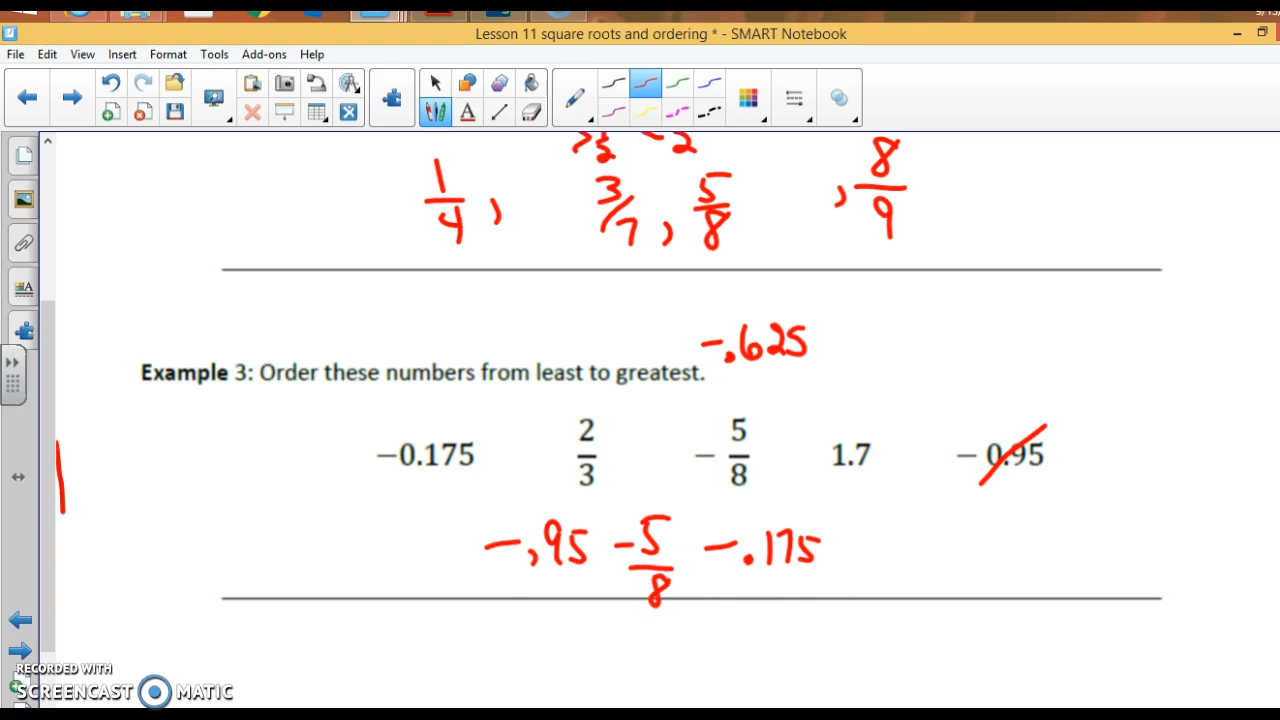 9/15/
Lesson 11 square roots and ordering * - SMART Notebook
File Edit View Insert Format Tools Add-ons Help
1/4 , 3/7 , 5/8 , 8/9
-.625
Example 3: Order these numbers from least to greatest.
−0.175 2/3 −5/8 1.7 −0.95
-.95 -5/8 -.175
RECORDED WITH
SCREENCAST MATIC